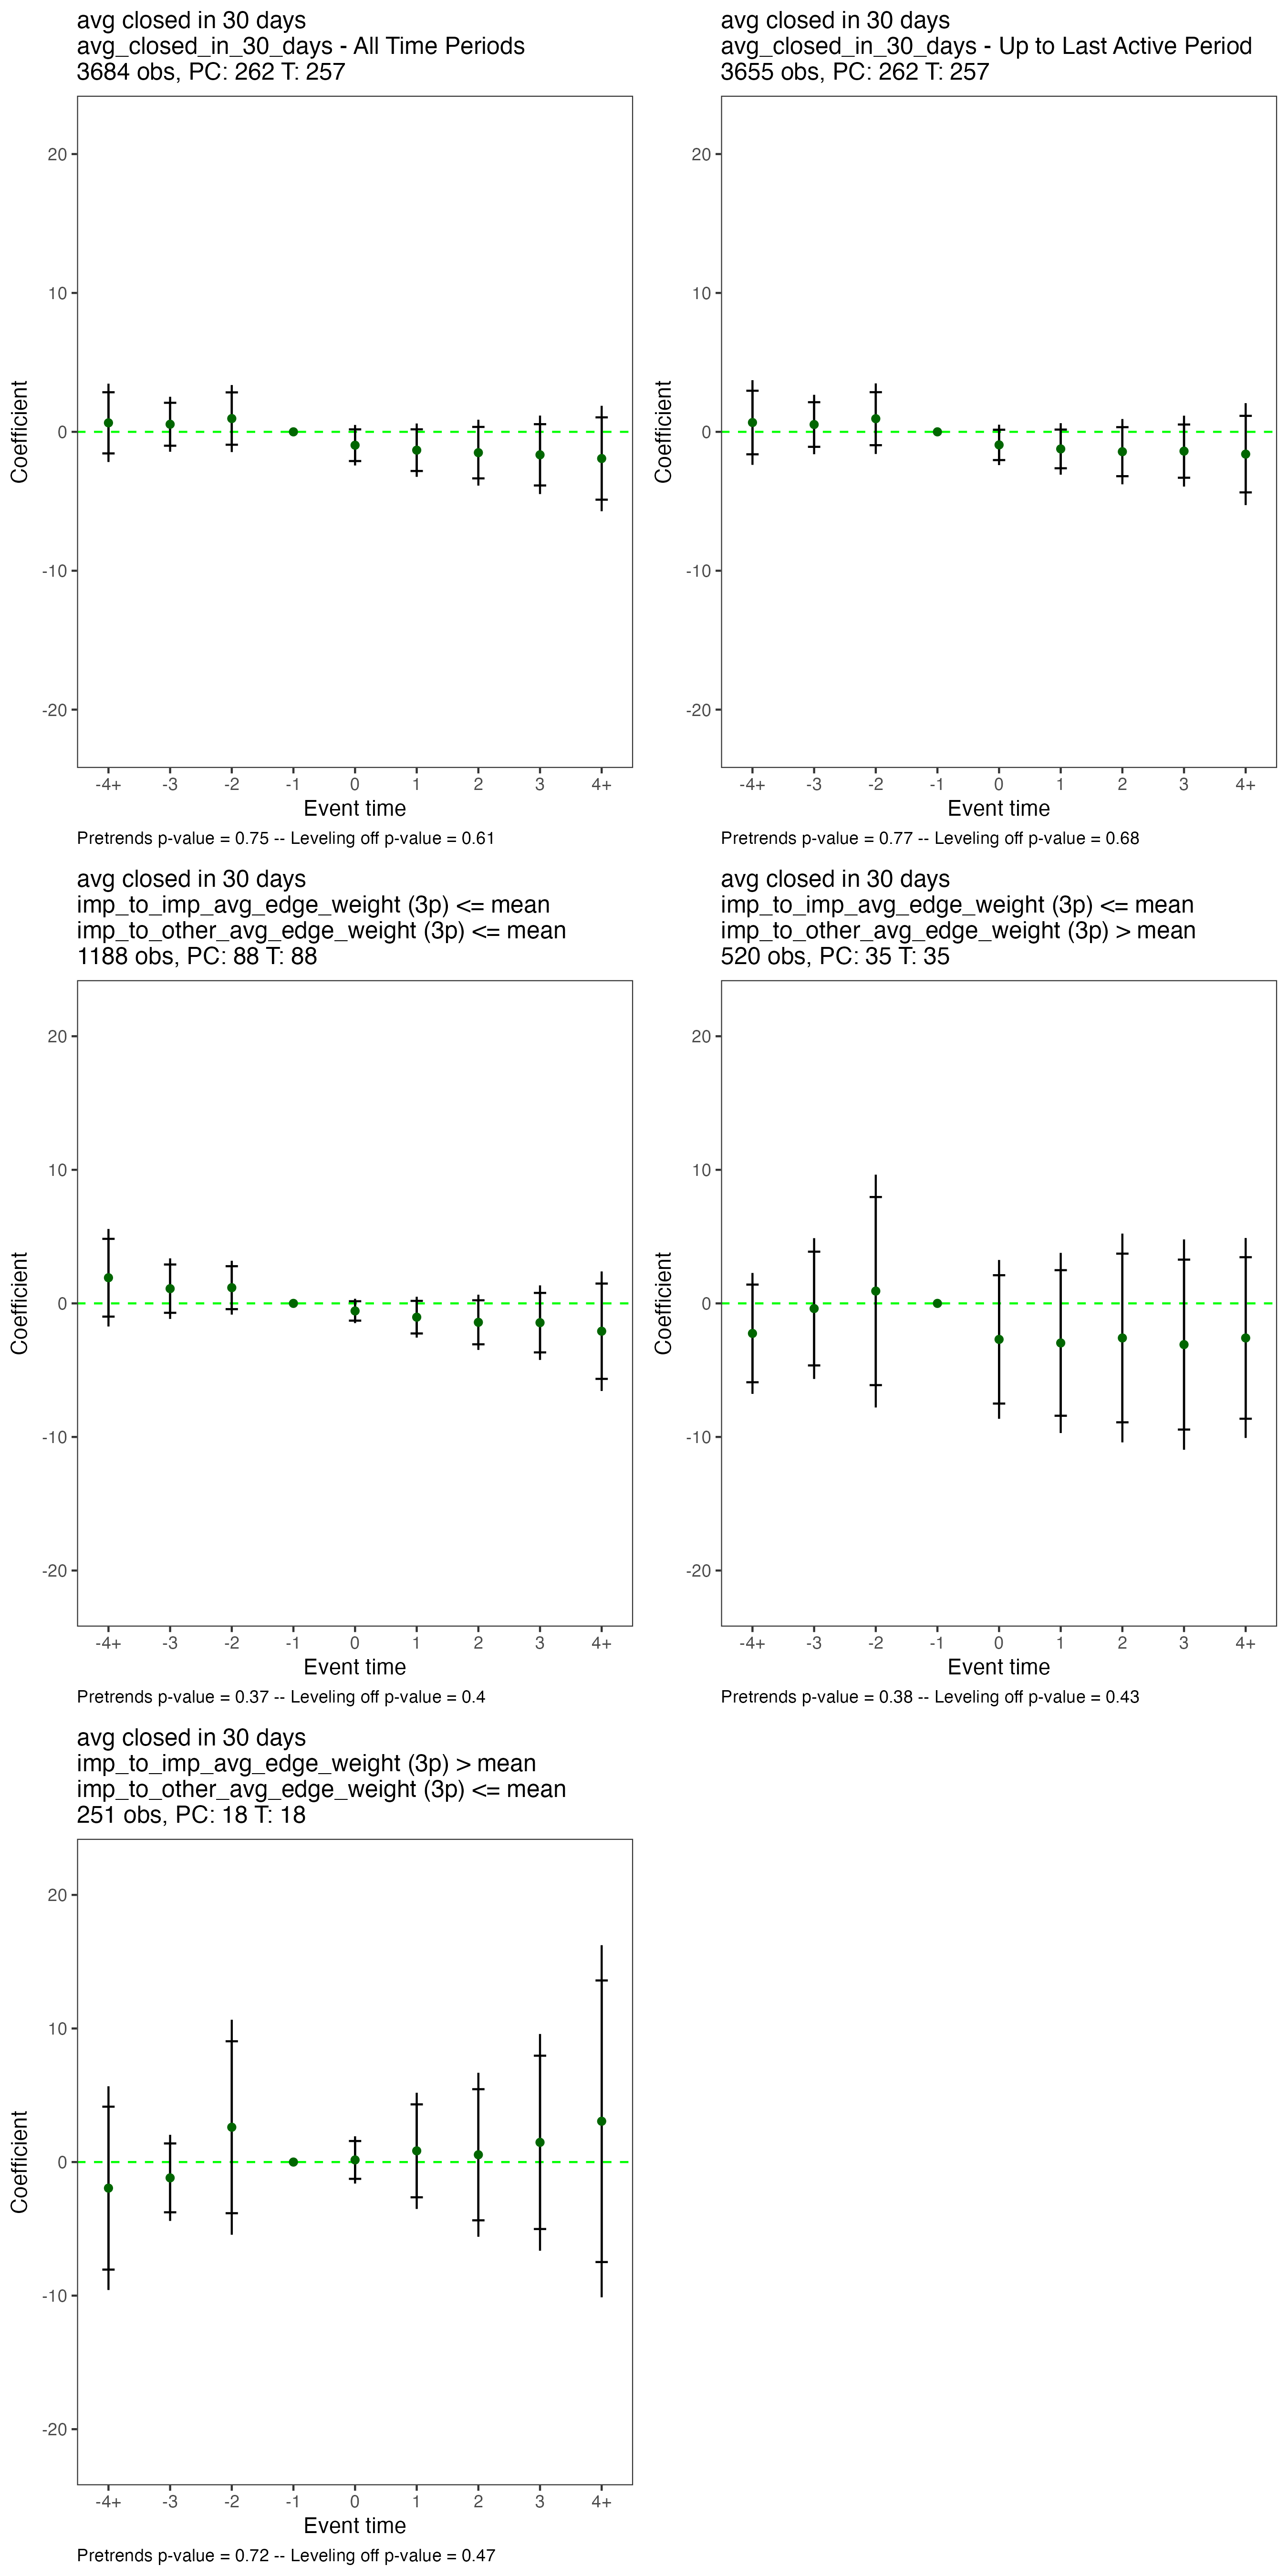 avg closed in 30 days
avg_closed_in_30_days - All Time Periods
3684 obs, PC: 262 T: 257
20
10
0
-10
-20
Coefficient
-4+ -3 -2 -1 0 1 2 3 4+
Event time
Pretrends p-value = 0.75 -- Leveling off p-value = 0.61
avg closed in 30 days
avg_closed_in_30_days - Up to Last Active Period
3655 obs, PC: 262 T: 257
20
10
0
-10
-20
Coefficient
-4+ -3 -2 -1 0 1 2 3 4+
Event time
Pretrends p-value = 0.77 -- Leveling off p-value = 0.68
avg closed in 30 days
imp_to_imp_avg_edge_weight (3p) <= mean
imp_to_other_avg_edge_weight (3p) <= mean
1188 obs, PC: 88 T: 88
20
10
0
-10
-20
Coefficient
-4+ -3 -2 -1 0 1 2 3 4+
Event time
Pretrends p-value = 0.37 -- Leveling off p-value = 0.4
avg closed in 30 days
imp_to_imp_avg_edge_weight (3p) <= mean
imp_to_other_avg_edge_weight (3p) > mean
520 obs, PC: 35 T: 35
20
10
0
-10
-20
Coefficient
-4+ -3 -2 -1 0 1 2 3 4+
Event time
Pretrends p-value = 0.38 -- Leveling off p-value = 0.43
avg closed in 30 days
imp_to_imp_avg_edge_weight (3p) > mean
imp_to_other_avg_edge_weight (3p) <= mean
251 obs, PC: 18 T: 18
20
10
0
-10
-20
Coefficient
-4+ -3 -2 -1 0 1 2 3 4+
Event time
Pretrends p-value = 0.72 -- Leveling off p-value = 0.47